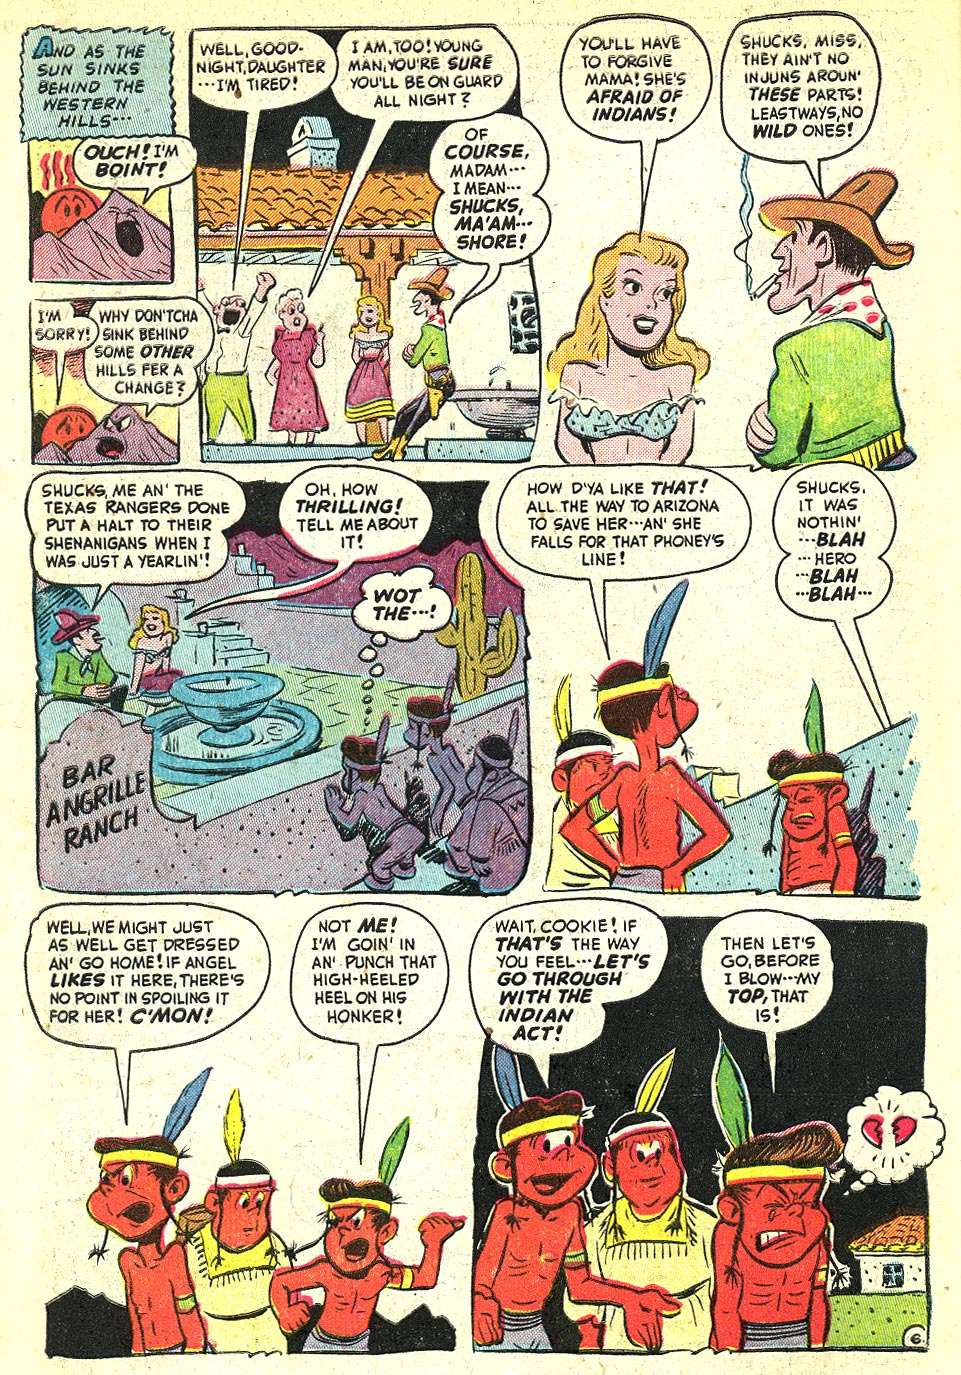 AND AS THE
SUN SINKS
BEHIND THE
WESTERN
HILLS---
OUCH! I'M
BOINT!
I'M
SORRY!
WHY DON'TCHA
SINK BEHIND
SOME OTHER
HILLS FER A
CHANGE?
WELL, GOOD-
NIGHT, DAUGHTER
---I'M TIRED!
I AM, TOO! YOUNG
MAN, YOU'RE SURE
YOU'LL BE ON GUARD
ALL NIGHT?
OF
COURSE,
MADAM---
I MEAN---
SHUCKS,
MA'AM---
SHORE!
YOU'LL HAVE
TO FORGIVE
MAMA! SHE'S
AFRAID OF
INDIANS!
SHUCKS, MISS,
THEY AIN'T NO
INJUNS AROUN'
THESE PARTS!
LEASTWAYS, NO
WILD ONES!
SHUCKS, ME AN' THE
TEXAS RANGERS DONE
PUT A HALT TO THEIR
SHENANIGANS WHEN I
WAS JUST A YEARLIN'!
OH, HOW
THRILLING!
TELL ME ABOUT
IT!
WOT
THE---!
BAR
ANGRILLE
RANCH
HOW D'YA LIKE THAT!
ALL THE WAY TO ARIZONA
TO SAVE HER---AN' SHE
FALLS FOR THAT PHONEY'S
LINE!
SHUCKS,
IT WAS
NOTHIN'
---BLAH
---HERO
---BLAH
---BLAH---
WELL, WE MIGHT JUST
AS WELL GET DRESSED
AN' GO HOME! IF ANGEL
LIKES IT HERE, THERE'S
NO POINT IN SPOILING IT
FOR HER! C'MON!
NOT ME!
I'M GOIN' IN
AN' PUNCH THAT
HIGH-HEELED
HEEL ON HIS
HONKER!
WAIT, COOKIE! IF
THAT'S THE WAY
YOU FEEL---LET'S
GO THROUGH
WITH THE
INDIAN
ACT!
THEN LET'S
GO, BEFORE
I BLOW---MY
TOP, THAT
IS!
6